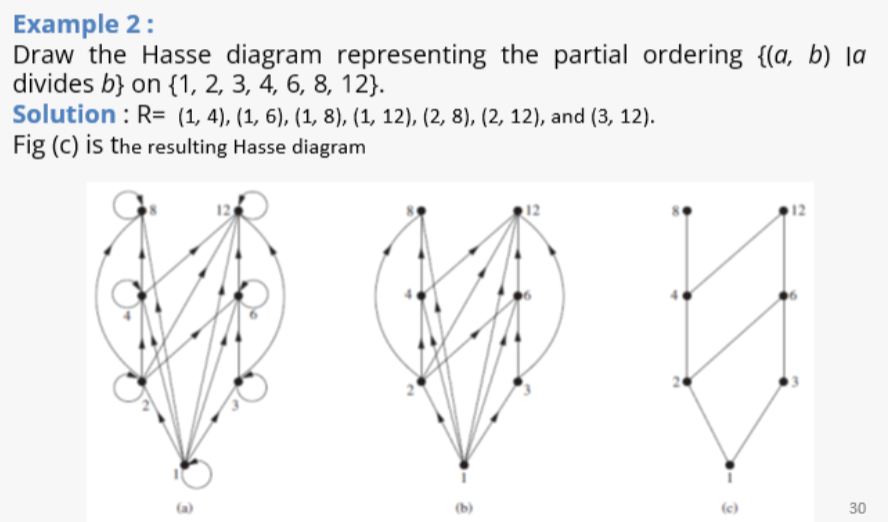 Example 2 :
Draw the Hasse diagram representing the partial ordering {(a, b) |a
divides b} on {1, 2, 3, 4, 6, 8, 12}.
Solution : R= (1, 4), (1, 6), (1, 8), (1, 12), (2, 8), (2, 12), and (3, 12).
Fig (c) is the resulting Hasse diagram
8 12 8 12 8 12
4 6 4 6 4 6
2 3 2 3 2 3
1 1 1
(a) (b) (c)
30